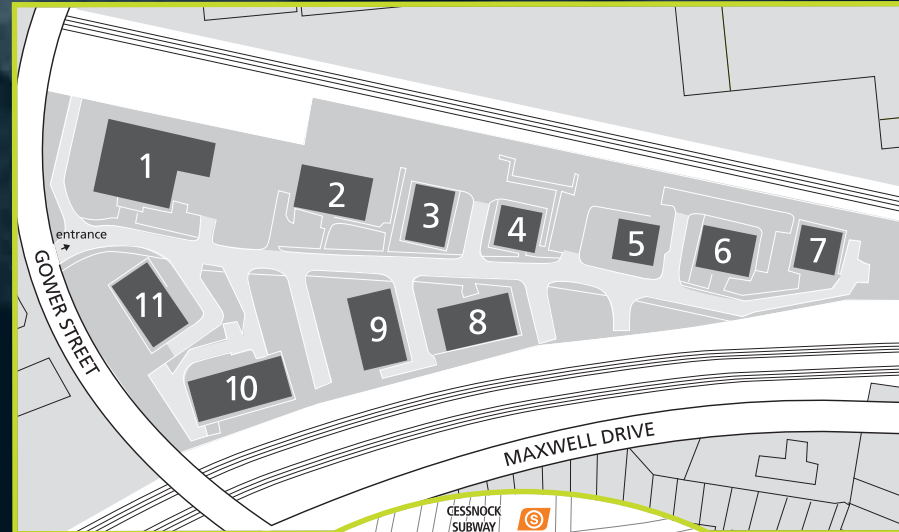 1
2
3
4
5
6
7
entrance
GOWER STREET
11
10
9
8
MAXWELL DRIVE
CESSNOCK
SUBWAY
S